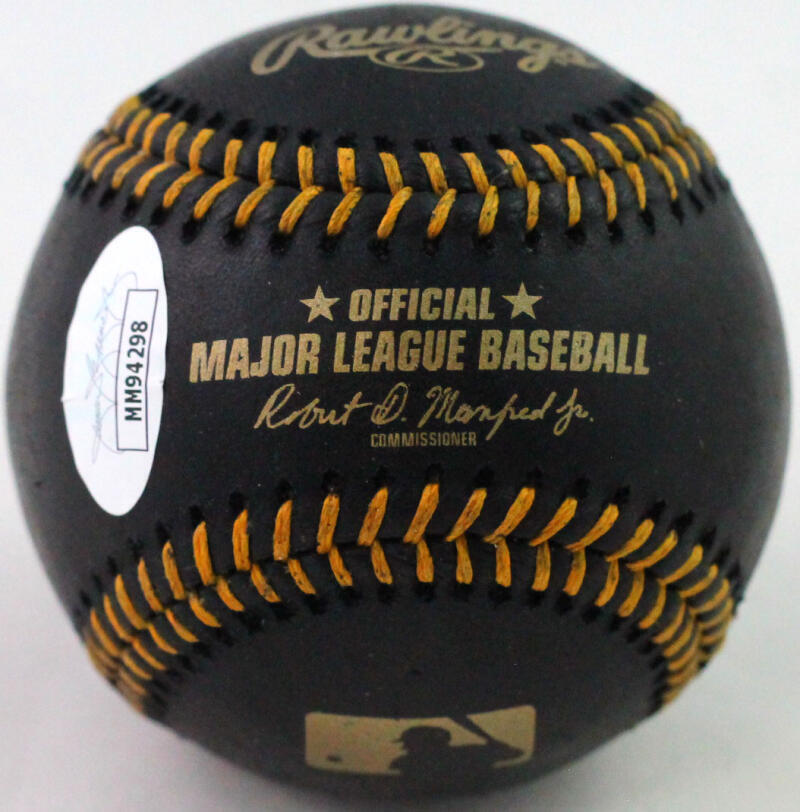 Rawlings
R
★ OFFICIAL ★
MAJOR LEAGUE BASEBALL
Robert D. Manfred Jr.
COMMISSIONER
MM94298